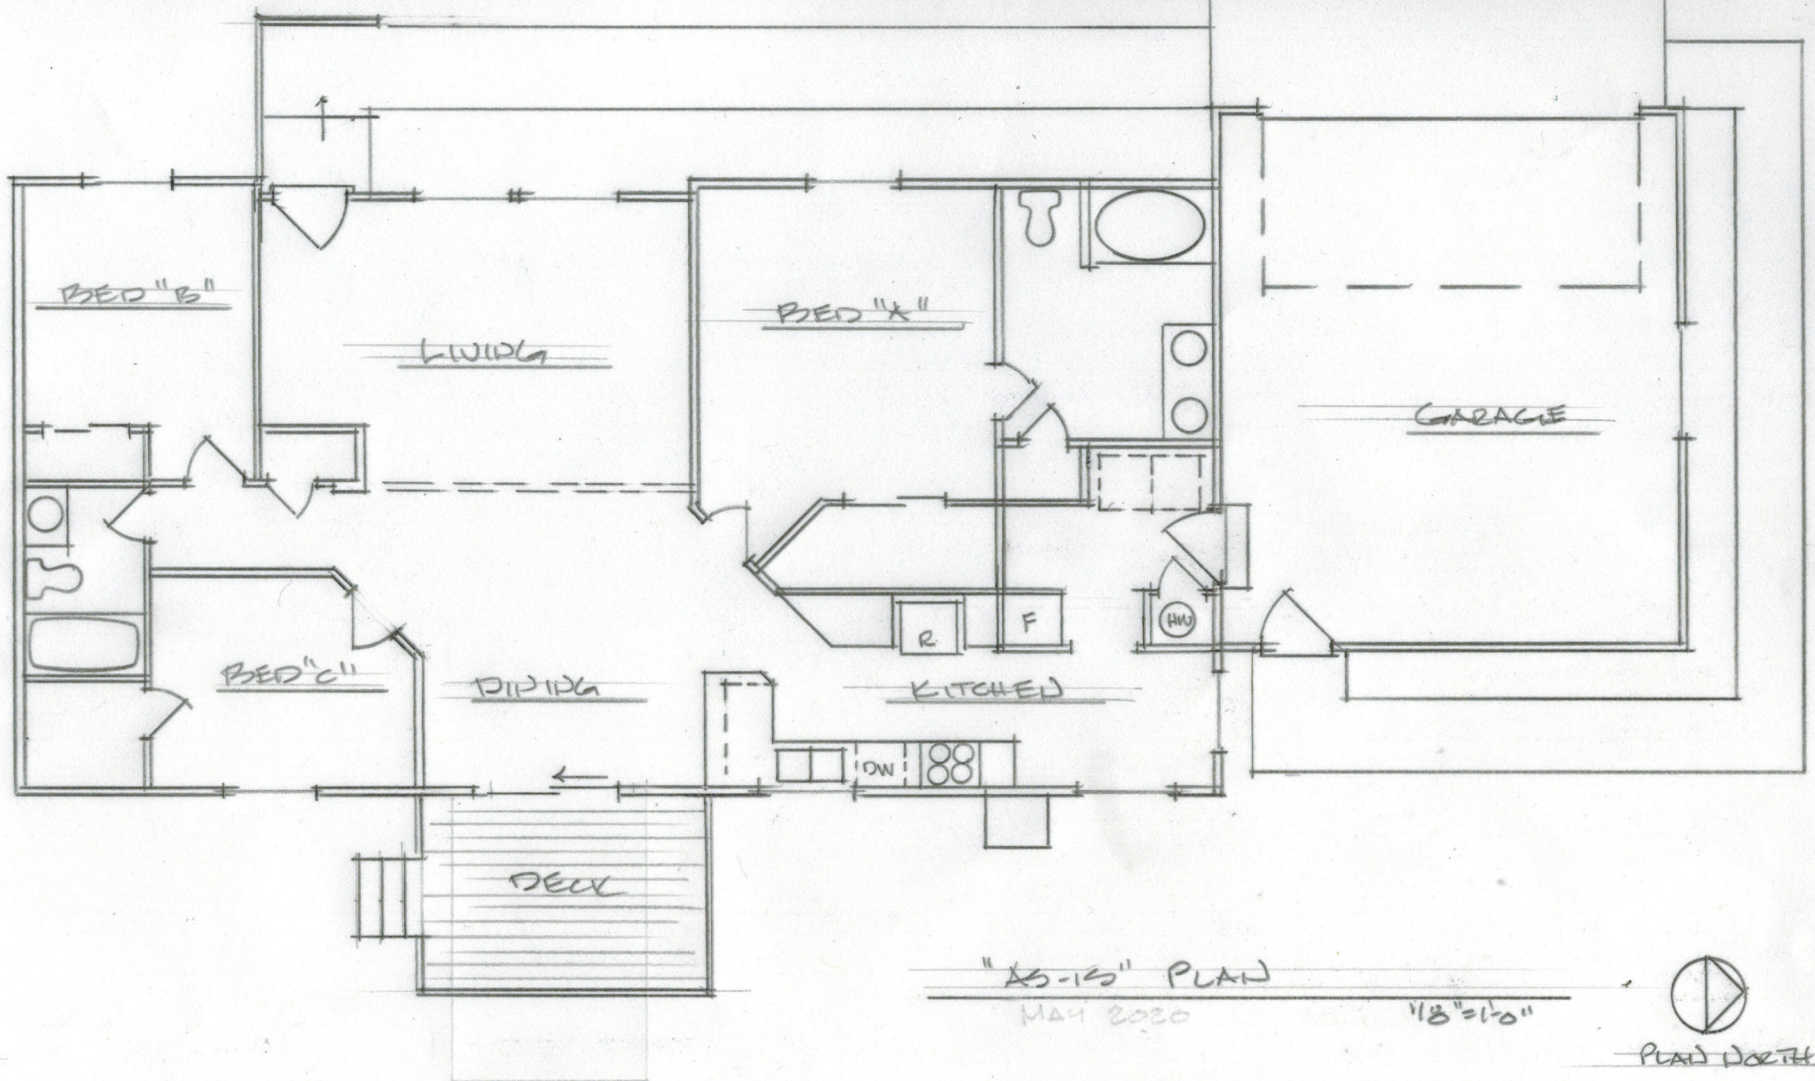 BED "B"
LIVING
BED "A"
GARAGE
R
F
HW
BED "C"
DINING
KITCHEN
DW
DECK
"AS-IS" PLAN
MAY 2020
1/8"=1'-0"
PLAN NORTH